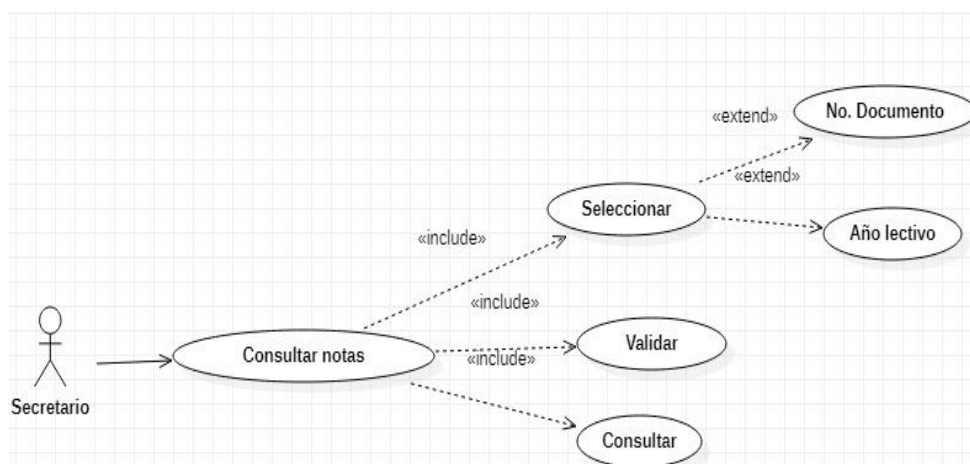 No. Documento
«extend»
«extend»
Seleccionar
Año lectivo
«include»
«include»
Validar
Consultar notas
«include»
Secretario
Consultar